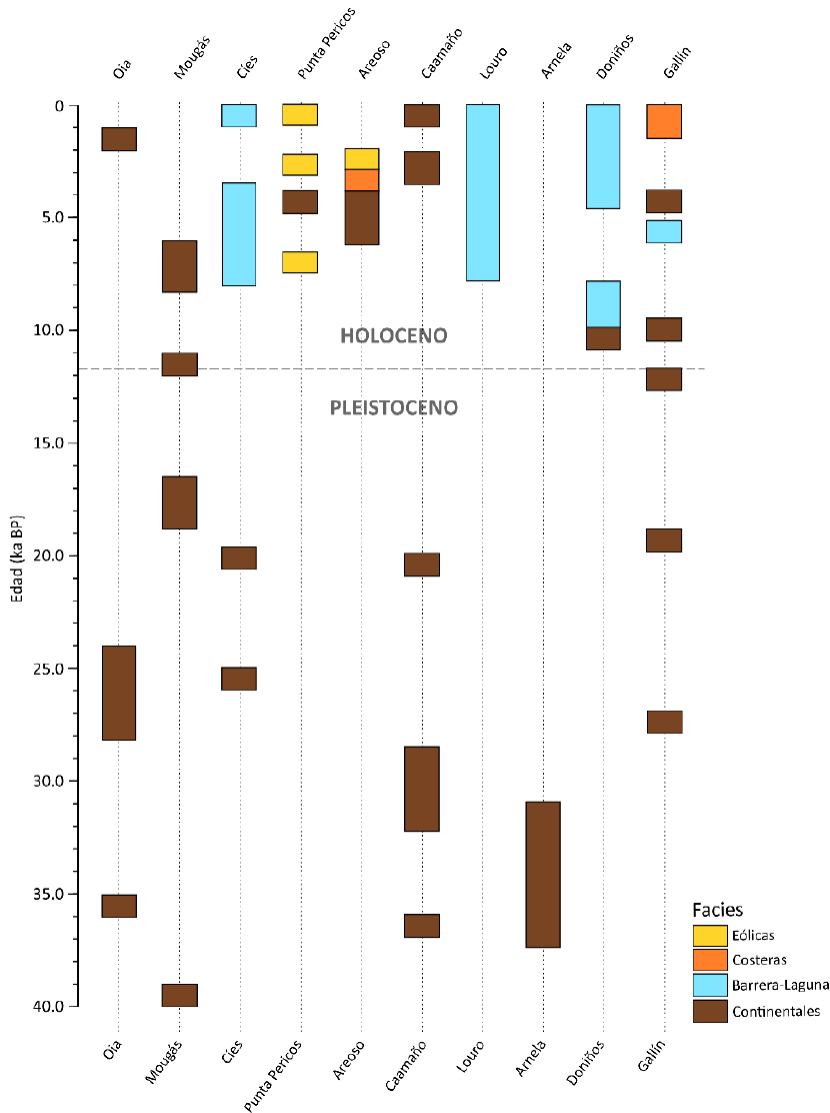 Oia
Mougás
Cíes
Punta Pericos
Areoso
Caamaño
Louro
Arnela
Doniños
Gallín
0
5.0
10.0
15.0
20.0
25.0
30.0
35.0
40.0
Edad (ka BP)
HOLOCENO
PLEISTOCENO
Facies
Eólicas
Costeras
Barrera-Laguna
Continentales
Oia
Mougás
Cíes
Punta Pericos
Areoso
Caamaño
Louro
Arnela
Doniños
Gallín